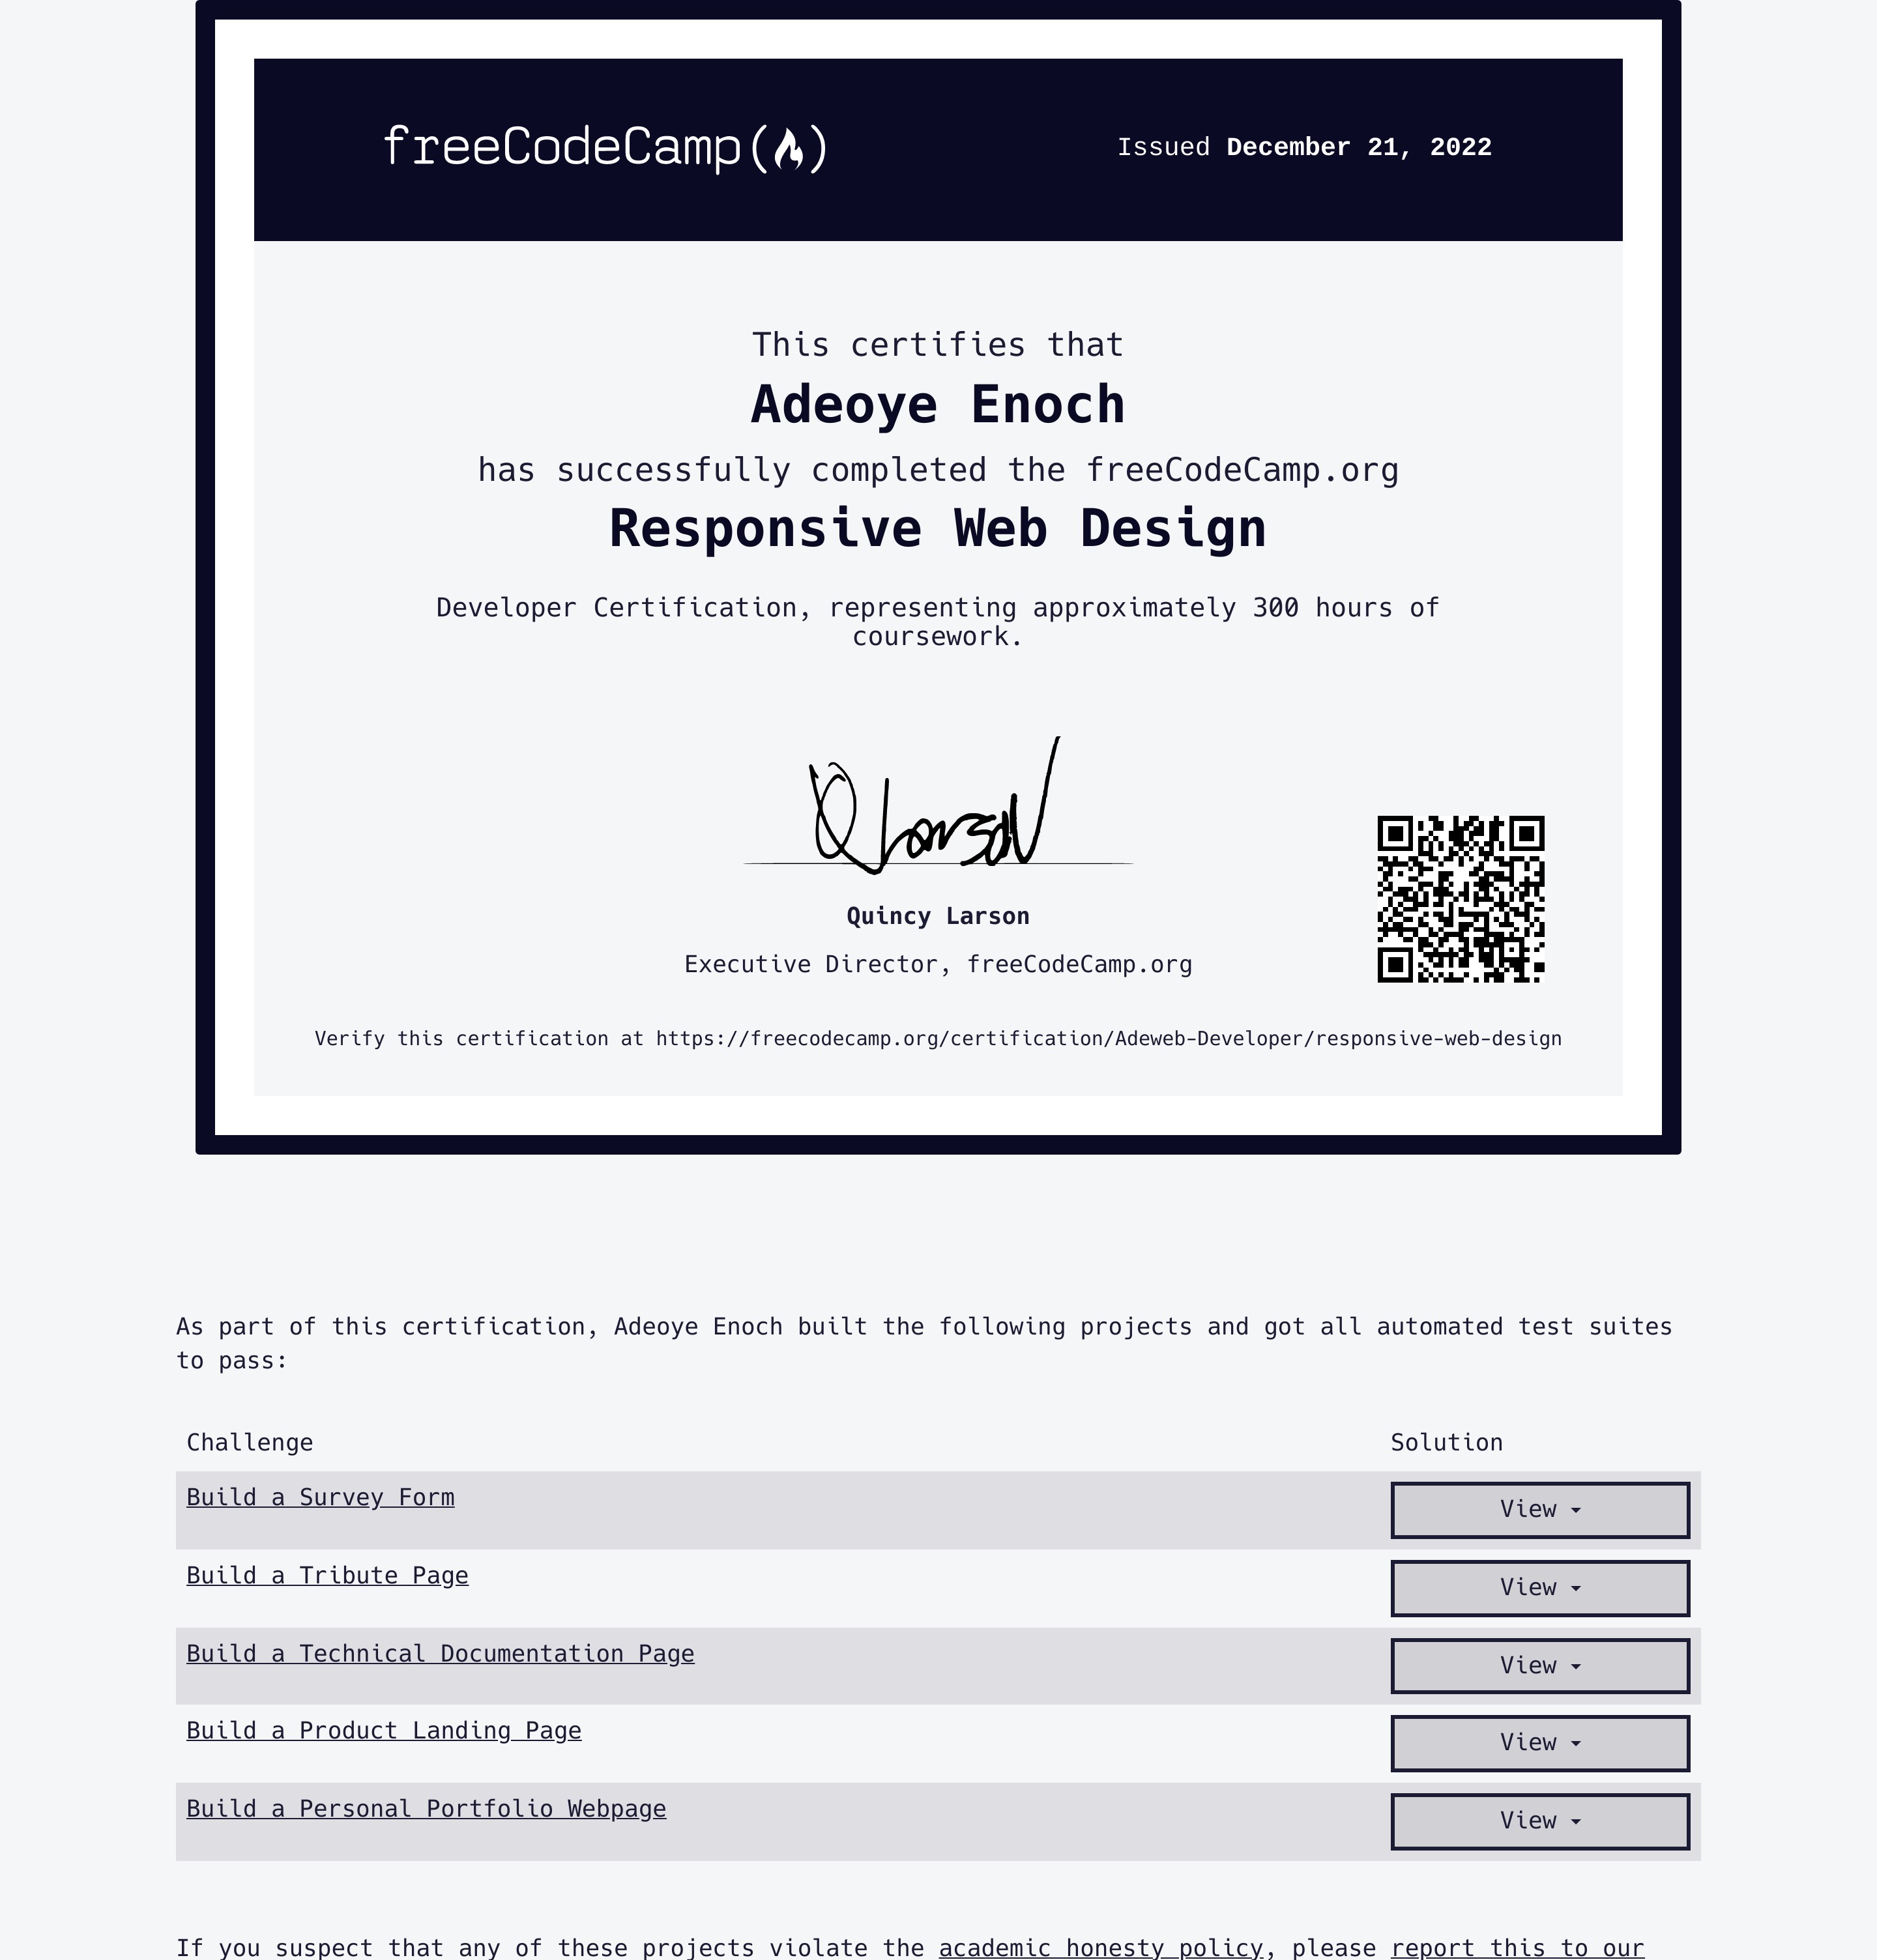 freeCodeCamp(🔥)
Issued December 21, 2022
This certifies that
Adeoye Enoch
has successfully completed the freeCodeCamp.org
Responsive Web Design
Developer Certification, representing approximately 300 hours of
coursework.
Q Larson
Quincy Larson
Executive Director, freeCodeCamp.org
Verify this certification at https://freecodecamp.org/certification/Adeweb-Developer/responsive-web-design
As part of this certification, Adeoye Enoch built the following projects and got all automated test suites
to pass:
Challenge Solution
Build a Survey Form View
Build a Tribute Page View
Build a Technical Documentation Page View
Build a Product Landing Page View
Build a Personal Portfolio Webpage View
If you suspect that any of these projects violate the academic honesty policy, please report this to our